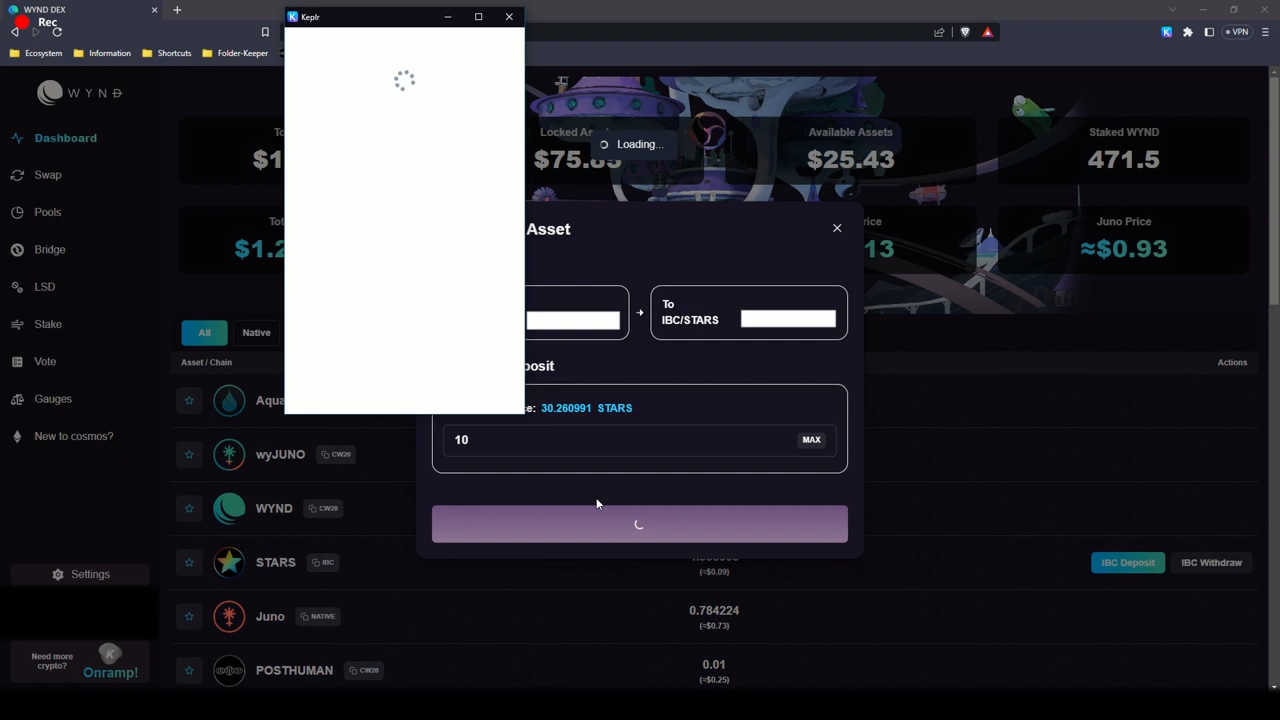 WYND DEX
Rec
Keplr
VPN
Ecosystem
Information
Shortcuts
Folder-Keeper
WYND
Dashboard
Swap
Pools
Bridge
LSD
Stake
Vote
Gauges
New to cosmos?
Settings
Need more
crypto?
Onramp!
Available Assets
$25.43
Staked WYND
471.5
Loading...
Juno Price
≈$0.93
Asset
To
IBC/STARS
30.260991 STARS
10
MAX
All
Native
Asset / Chain
Actions
wyJUNO
CW20
WYND
CW20
STARS
IBC
(≈$0.09)
IBC Deposit
IBC Withdraw
Juno
NATIVE
0.784224
(≈$0.73)
POSTHUMAN
CW20
0.01
(≈$0.25)